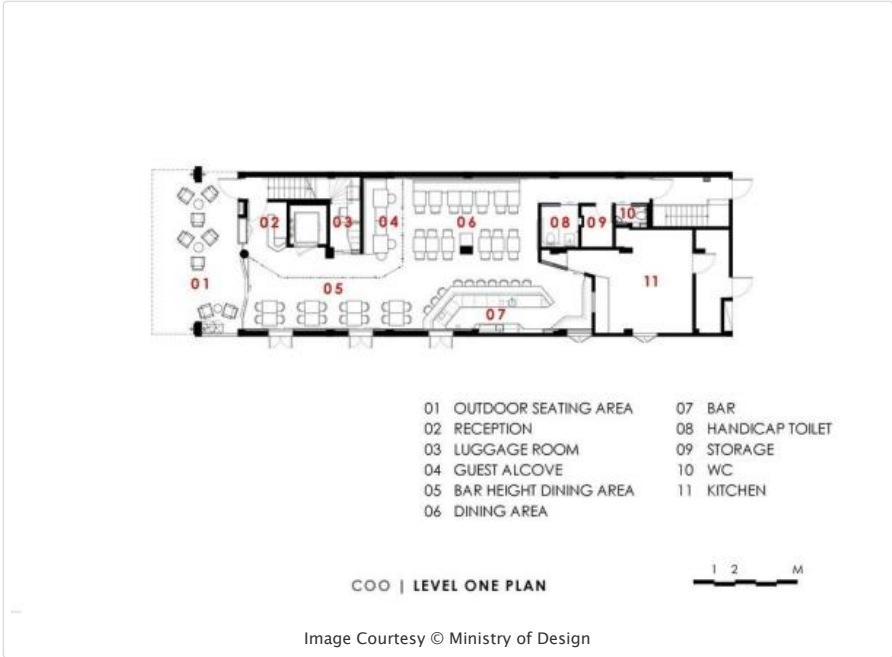 02
03
04
06
08
09
10
01
05
07
11
01 OUTDOOR SEATING AREA
02 RECEPTION
03 LUGGAGE ROOM
04 GUEST ALCOVE
05 BAR HEIGHT DINING AREA
06 DINING AREA
07 BAR
08 HANDICAP TOILET
09 STORAGE
10 WC
11 KITCHEN
COO | LEVEL ONE PLAN
1 2 M
Image Courtesy © Ministry of Design